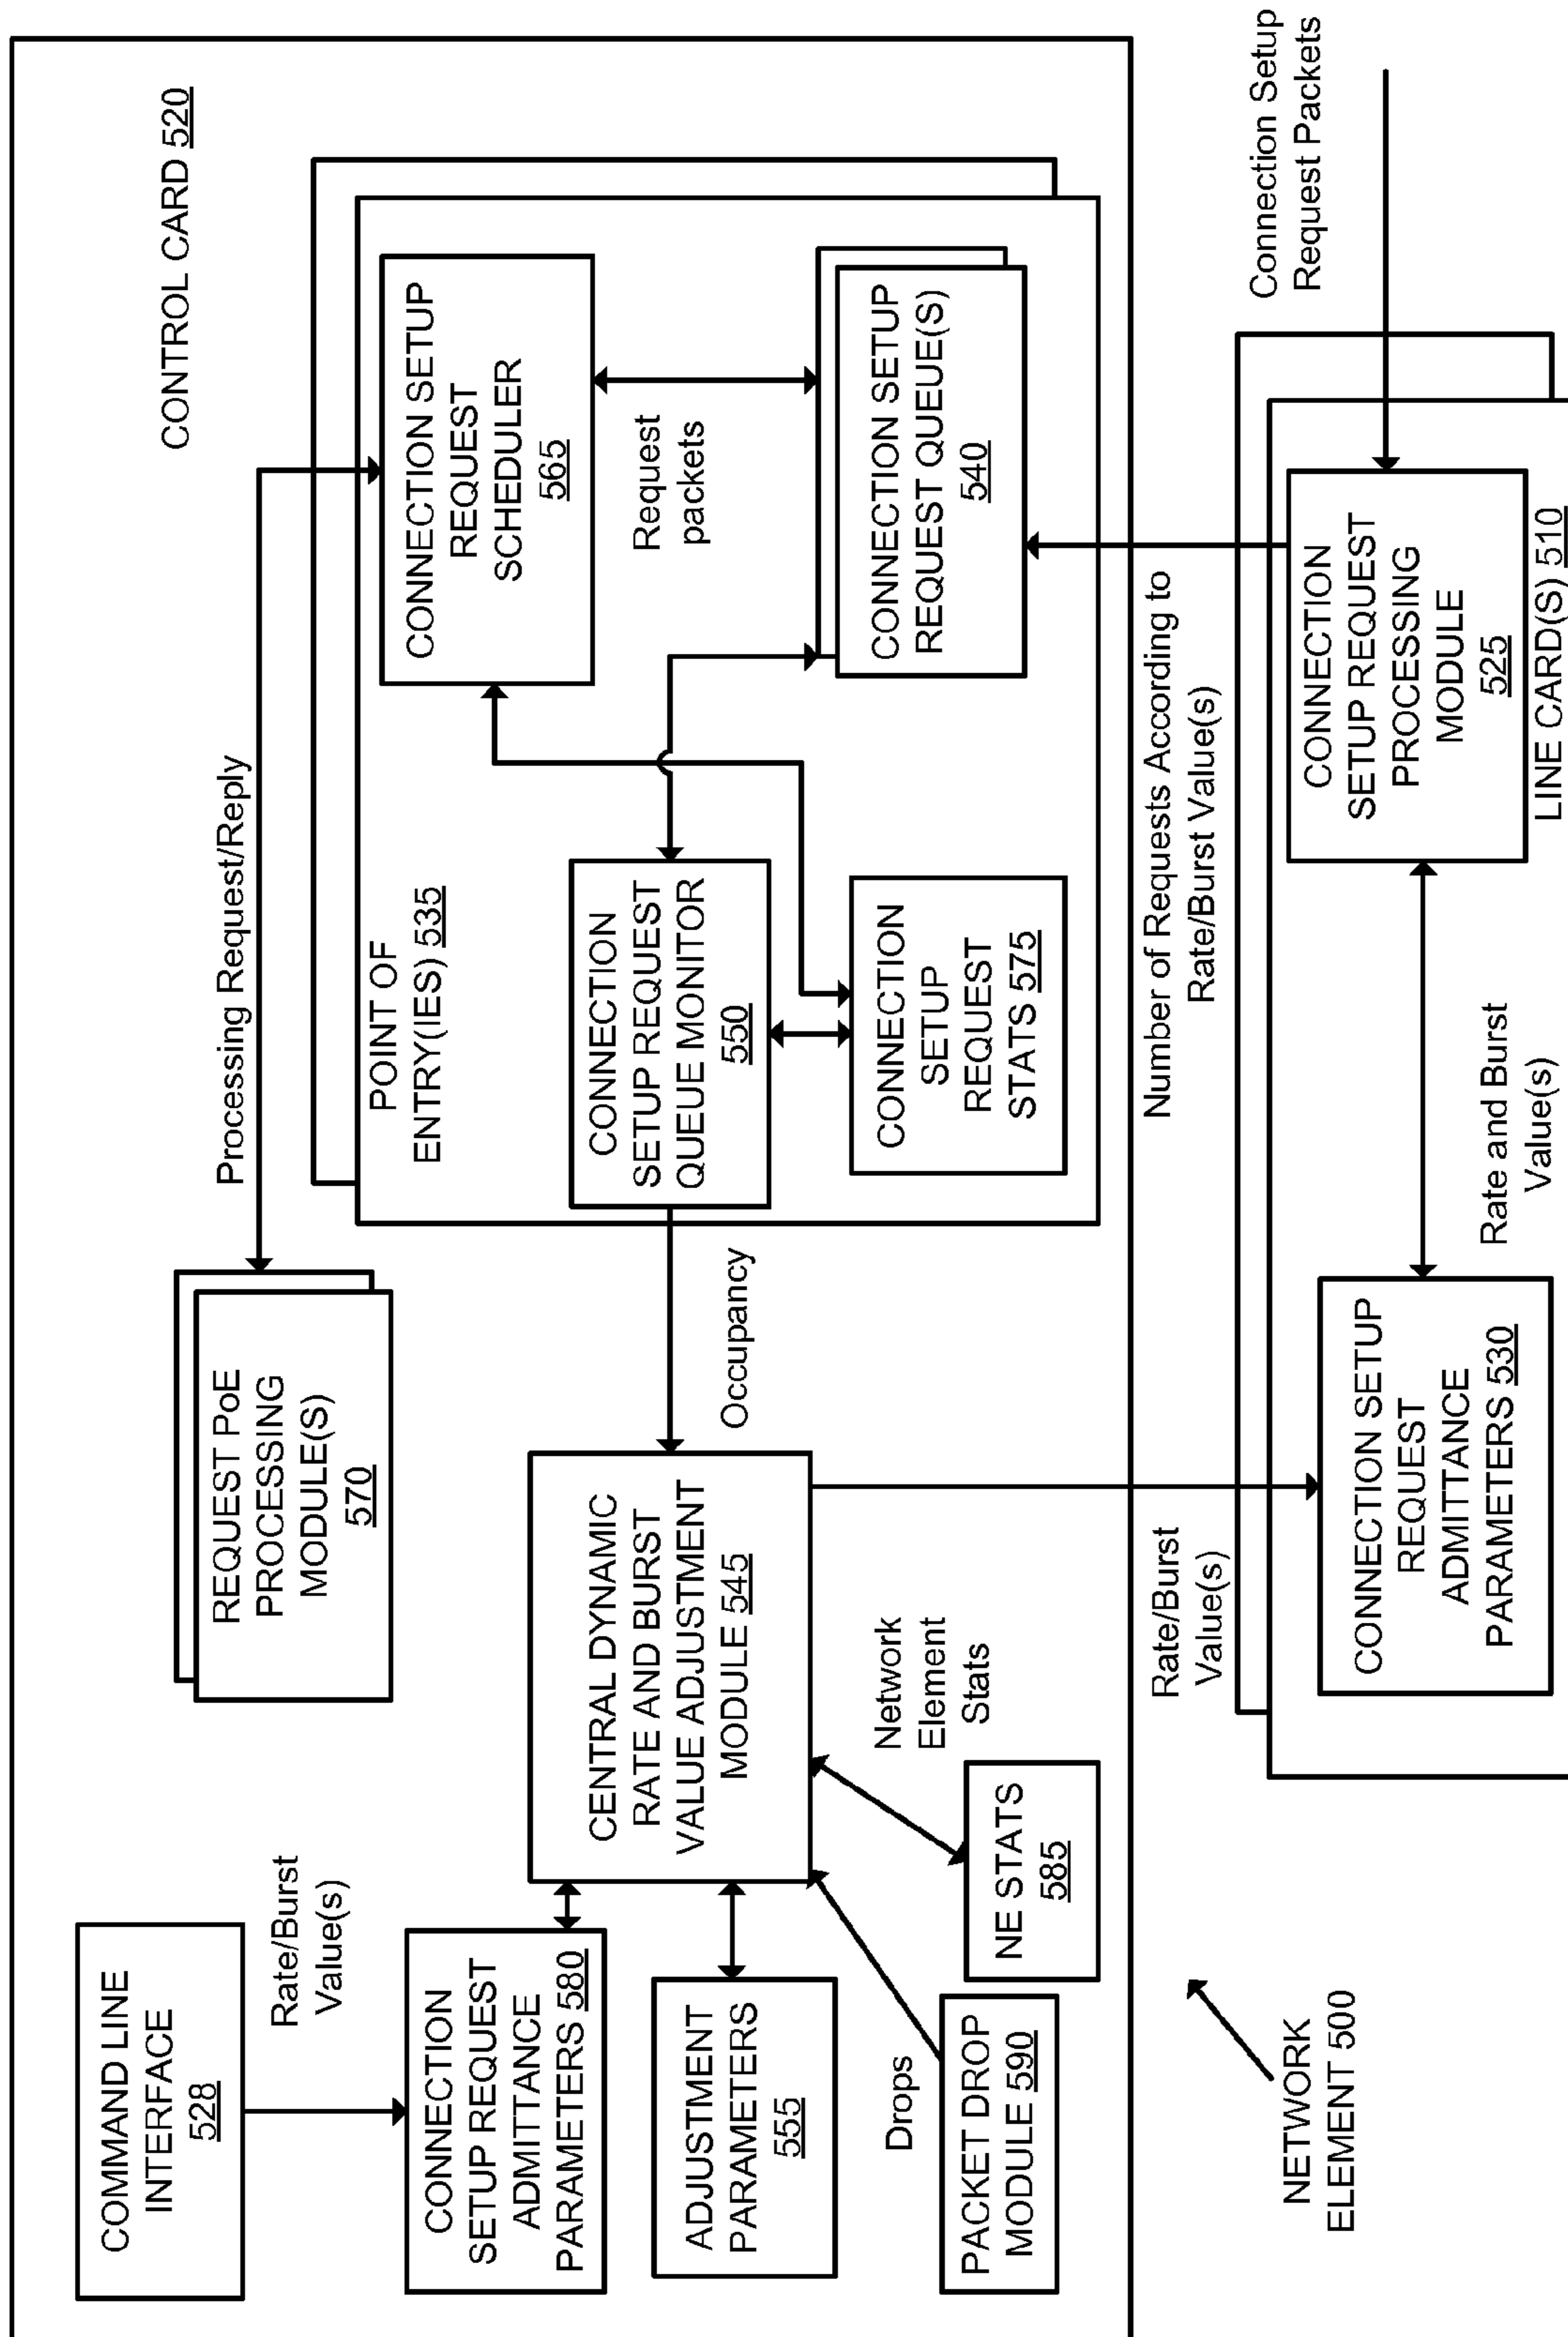 CONTROL CARD 520
COMMAND LINE
INTERFACE
528
Rate/Burst
Value(s)
CONNECTION
SETUP REQUEST
ADMITTANCE
PARAMETERS 580
ADJUSTMENT
PARAMETERS
555
Drops
PACKET DROP
MODULE 590
NE STATS
585
Network
Element
Stats
CENTRAL DYNAMIC
RATE AND BURST
VALUE ADJUSTMENT
MODULE 545
REQUEST PoE
PROCESSING
MODULE(S)
570
Processing Request/Reply
Occupancy
POINT OF
ENTRY(IES) 535
CONNECTION
SETUP REQUEST
QUEUE MONITOR
550
CONNECTION
SETUP
REQUEST
STATS 575
CONNECTION SETUP
REQUEST
SCHEDULER
565
Request
packets
CONNECTION SETUP
REQUEST QUEUE(S)
540
Rate/Burst
Value(s)
Number of Requests According to
Rate/Burst Value(s)
Connection Setup
Request Packets
CONNECTION SETUP
REQUEST
ADMITTANCE
PARAMETERS 530
Rate and Burst
Value(s)
CONNECTION
SETUP REQUEST
PROCESSING
MODULE
525
LINE CARD(S) 510
NETWORK
ELEMENT 500